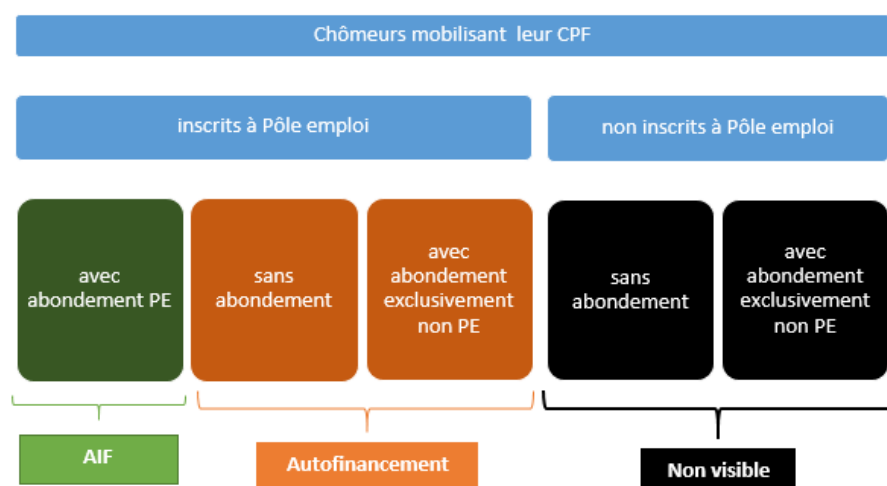 Chômeurs mobilisant leur CPF
inscrits à Pôle emploi
non inscrits à Pôle emploi
avec
abondement PE
sans
abondement
avec
abondement
exclusivement
non PE
sans
abondement
avec
abondement
exclusivement
non PE
AIF
Autofinancement
Non visible